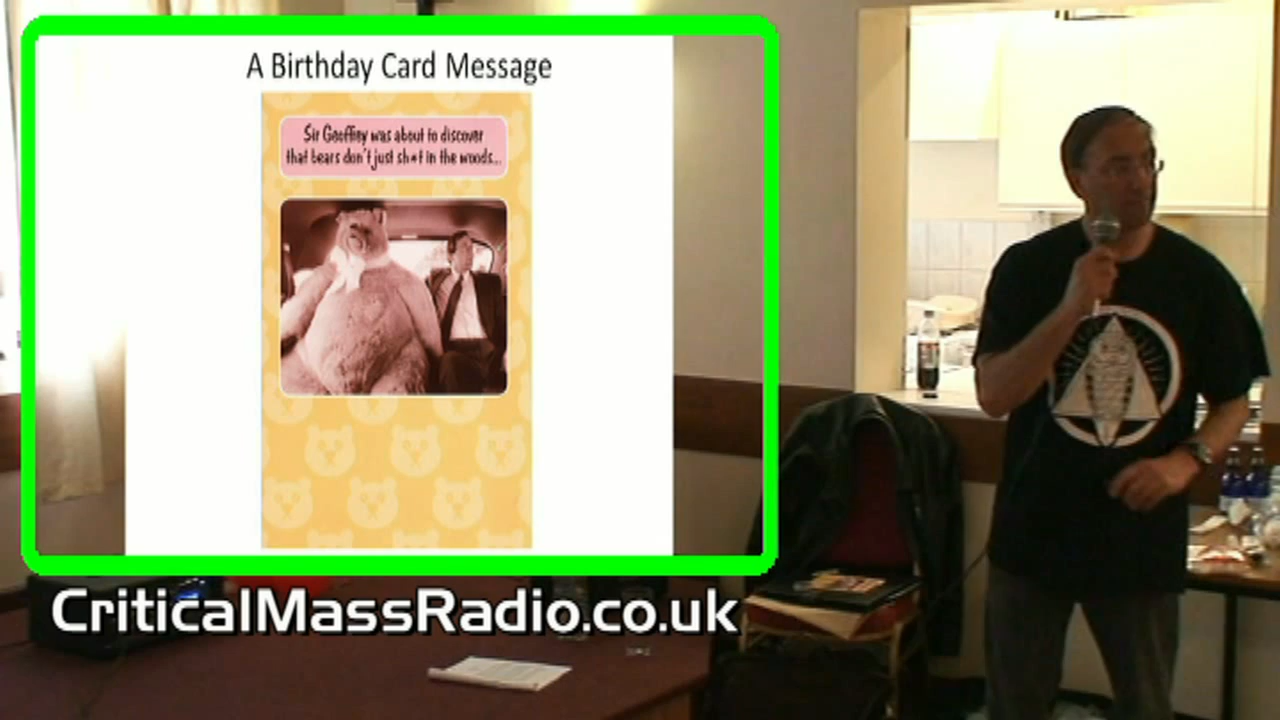 A Birthday Card Message
Sir Geoffrey was about to discover
that bears don't just sh*t in the woods...
CriticalMassRadio.co.uk